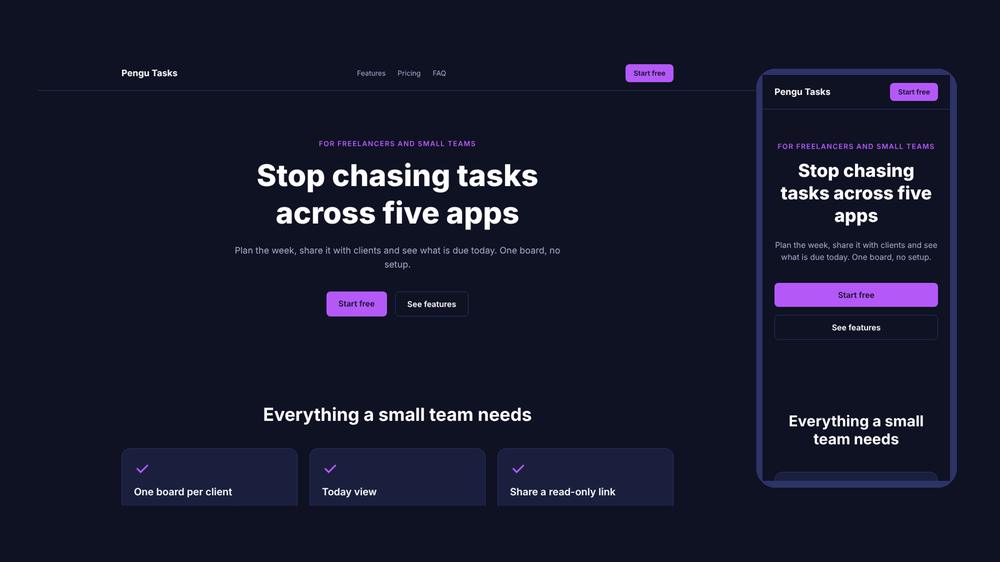 Pengu Tasks
Features Pricing FAQ
Start free
FOR FREELANCERS AND SMALL TEAMS
Stop chasing tasks
across five apps
Plan the week, share it with clients and see what is due today. One board, no
setup.
Start free
See features
Everything a small team needs
One board per client
Today view
Share a read-only link
Pengu Tasks
Start free
FOR FREELANCERS AND SMALL TEAMS
Stop chasing
tasks across five
apps
Plan the week, share it with clients and see
what is due today. One board, no setup.
Start free
See features
Everything a small
team needs